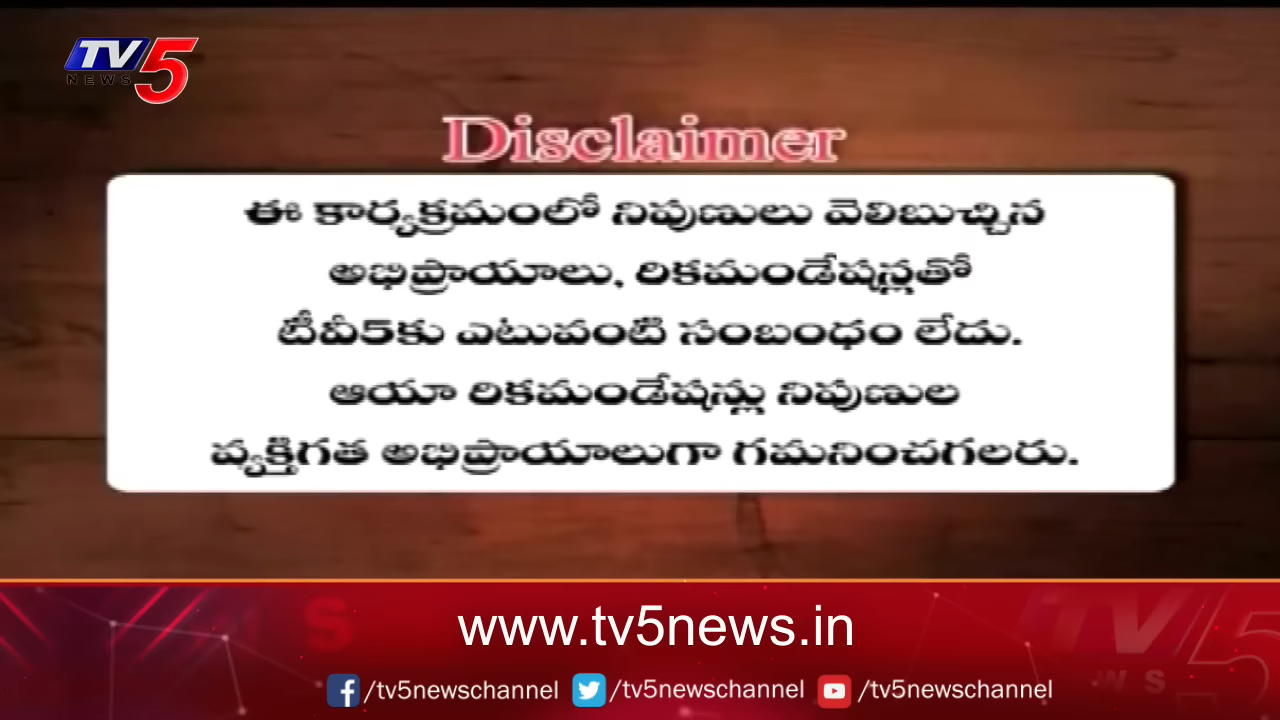 TV5
NEWS
Disclaimer
ఈ కార్యక్రమంలో నిపుణులు వెలిబుచ్చిన
అభిప్రాయాలు, రికమండేషన్లతో
టీవీ5కు ఎటువంటి సంబంధం లేదు.
ఆయా రికమండేషన్లు నిపుణుల
వ్యక్తిగత అభిప్రాయాలుగా గమనించగలరు.
www.tv5news.in
/tv5newschannel /tv5newschannel /tv5newschannel